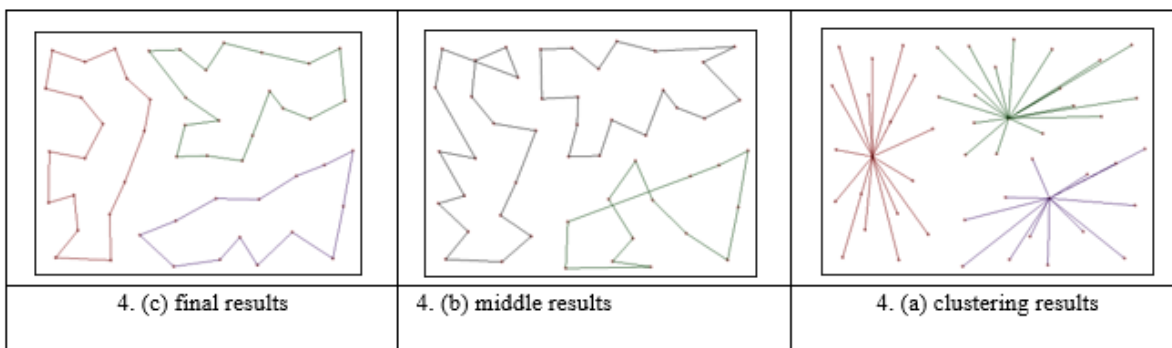 4. (c) final results
4. (b) middle results
4. (a) clustering results